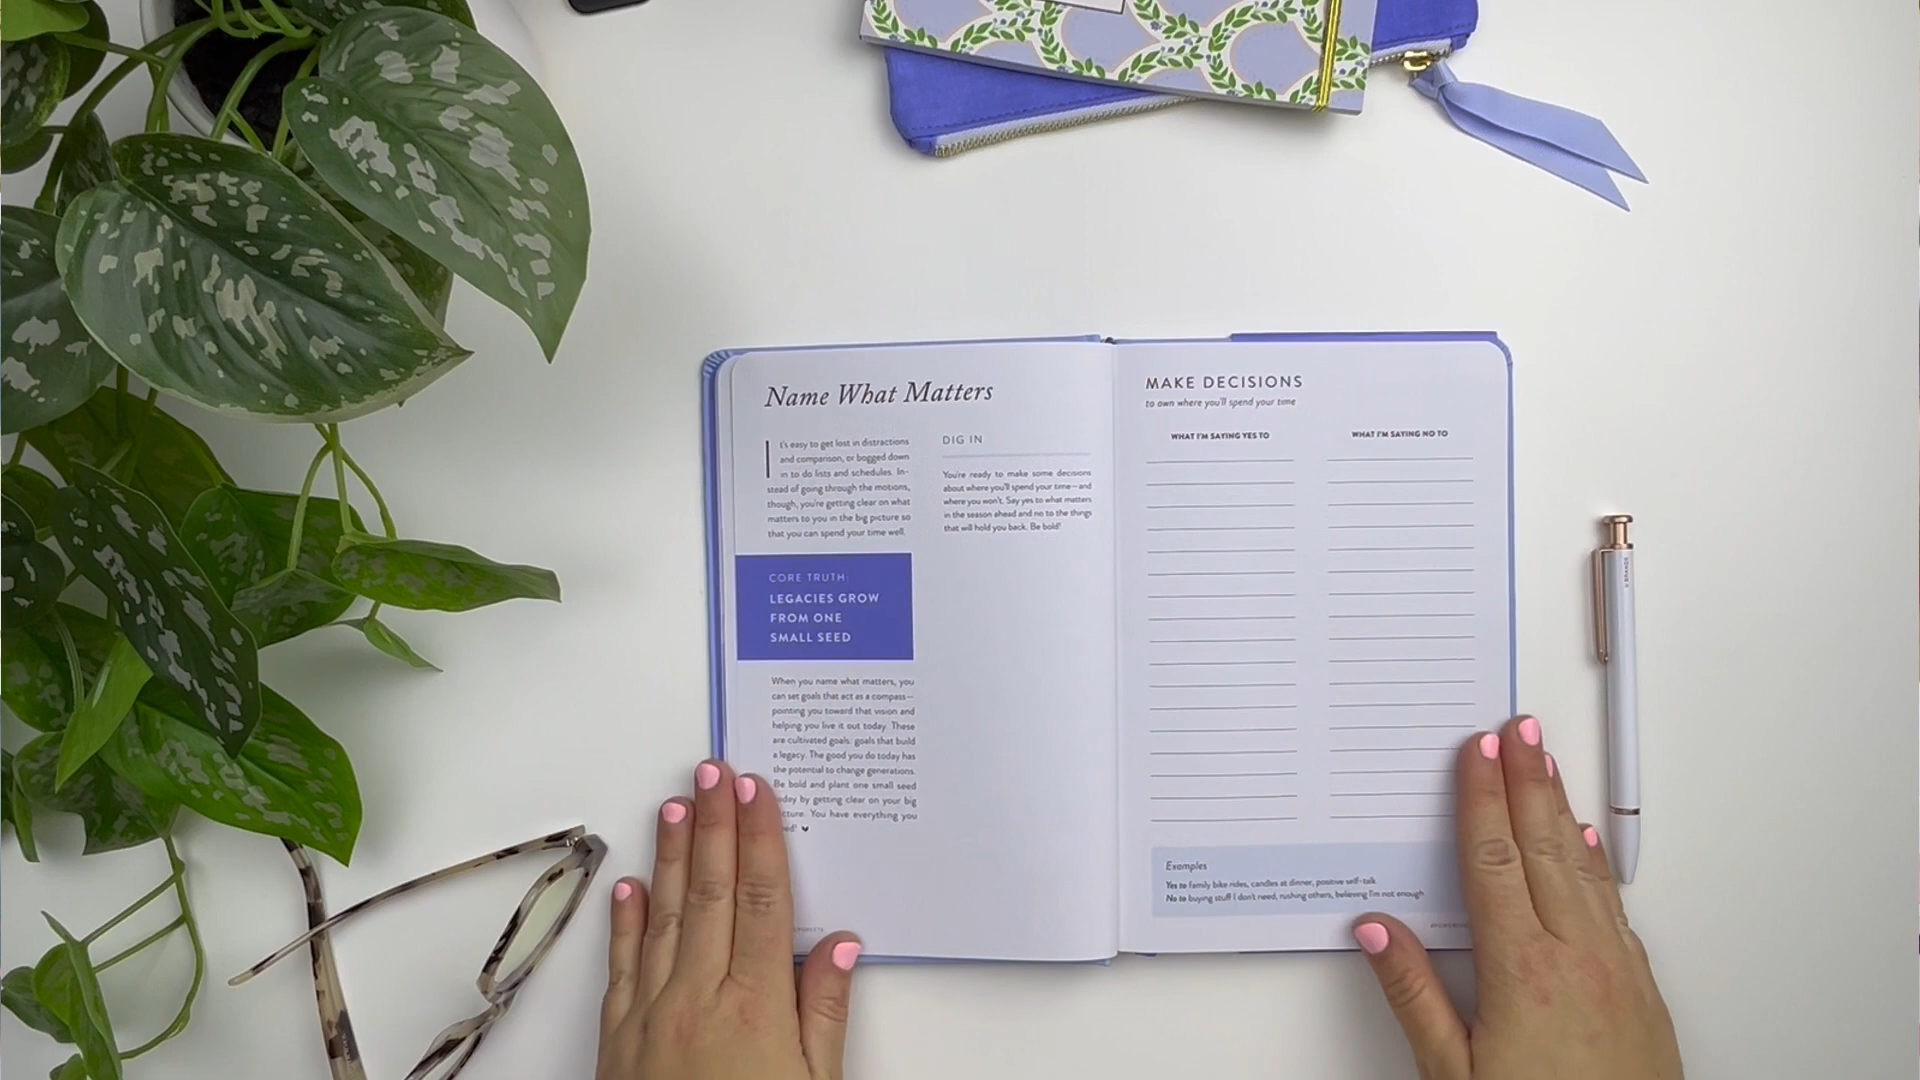 Name What Matters
It's easy to get lost in distractions
and comparison, or bogged down
in to do lists and schedules. In-
stead of going through the motions,
though, you're getting clear on what
matters to you in the big picture so
that you can spend your time well.
CORE TRUTH:
LEGACIES GROW
FROM ONE
SMALL SEED
When you name what matters, you
can set goals that act as a compass—
pointing you toward that vision and
helping you live it out today. These
are cultivated goals: goals that build
a legacy. The good you do today has
the potential to change generations.
Be bold and plant one small seed
by getting clear on your big
You have everything you
DIG IN
You're ready to make some decisions
about where you'll spend your time—and
where you won't. Say yes to what matters
in the season ahead and no to the things
that will hold you back. Be bold!
MAKE DECISIONS
to own where you'll spend your time
WHAT I'M SAYING YES TO
WHAT I'M SAYING NO TO
Examples
Yes to family bike rides, candles at dinner, positive self-talk
No to buying stuff I don't need, rushing others, believing I'm not enough